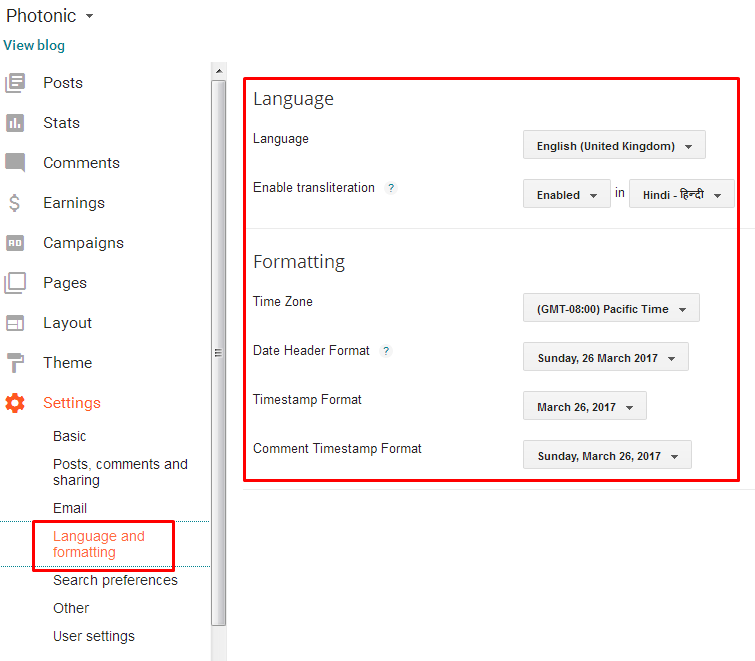 Photonic
View blog
Posts
Stats
Comments
Earnings
Campaigns
Pages
Layout
Theme
Settings
Basic
Posts, comments and
sharing
Email
Language and
formatting
Search preferences
Other
User settings
Language
Language English (United Kingdom)
Enable transliteration ? Enabled in Hindi - हिन्दी
Formatting
Time Zone (GMT-08:00) Pacific Time
Date Header Format ? Sunday, 26 March 2017
Timestamp Format March 26, 2017
Comment Timestamp Format Sunday, March 26, 2017